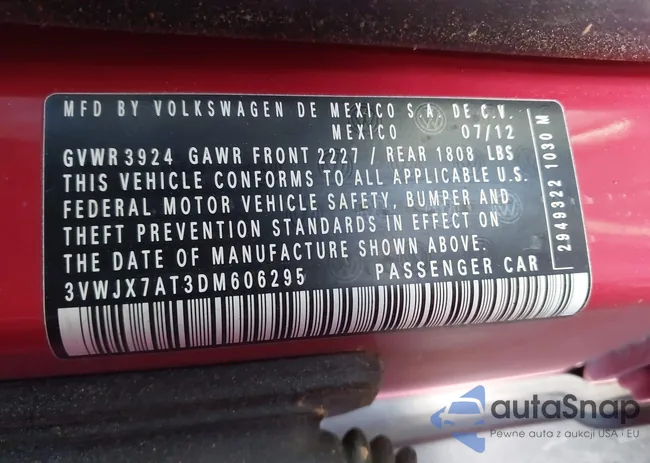 MFD BY VOLKSWAGEN DE MEXICO S.A. DE C.V.
MEXICO 07/12
GVWR 3924 GAWR FRONT 2227 / REAR 1808 LBS
THIS VEHICLE CONFORMS TO ALL APPLICABLE U.S.
FEDERAL MOTOR VEHICLE SAFETY, BUMPER AND
THEFT PREVENTION STANDARDS IN EFFECT ON
THE DATE OF MANUFACTURE SHOWN ABOVE.
3VWJX7AT3DM606295 PASSENGER CAR
2949322 1030 M
autaSnap
Pewne auta z aukcji USA i EU